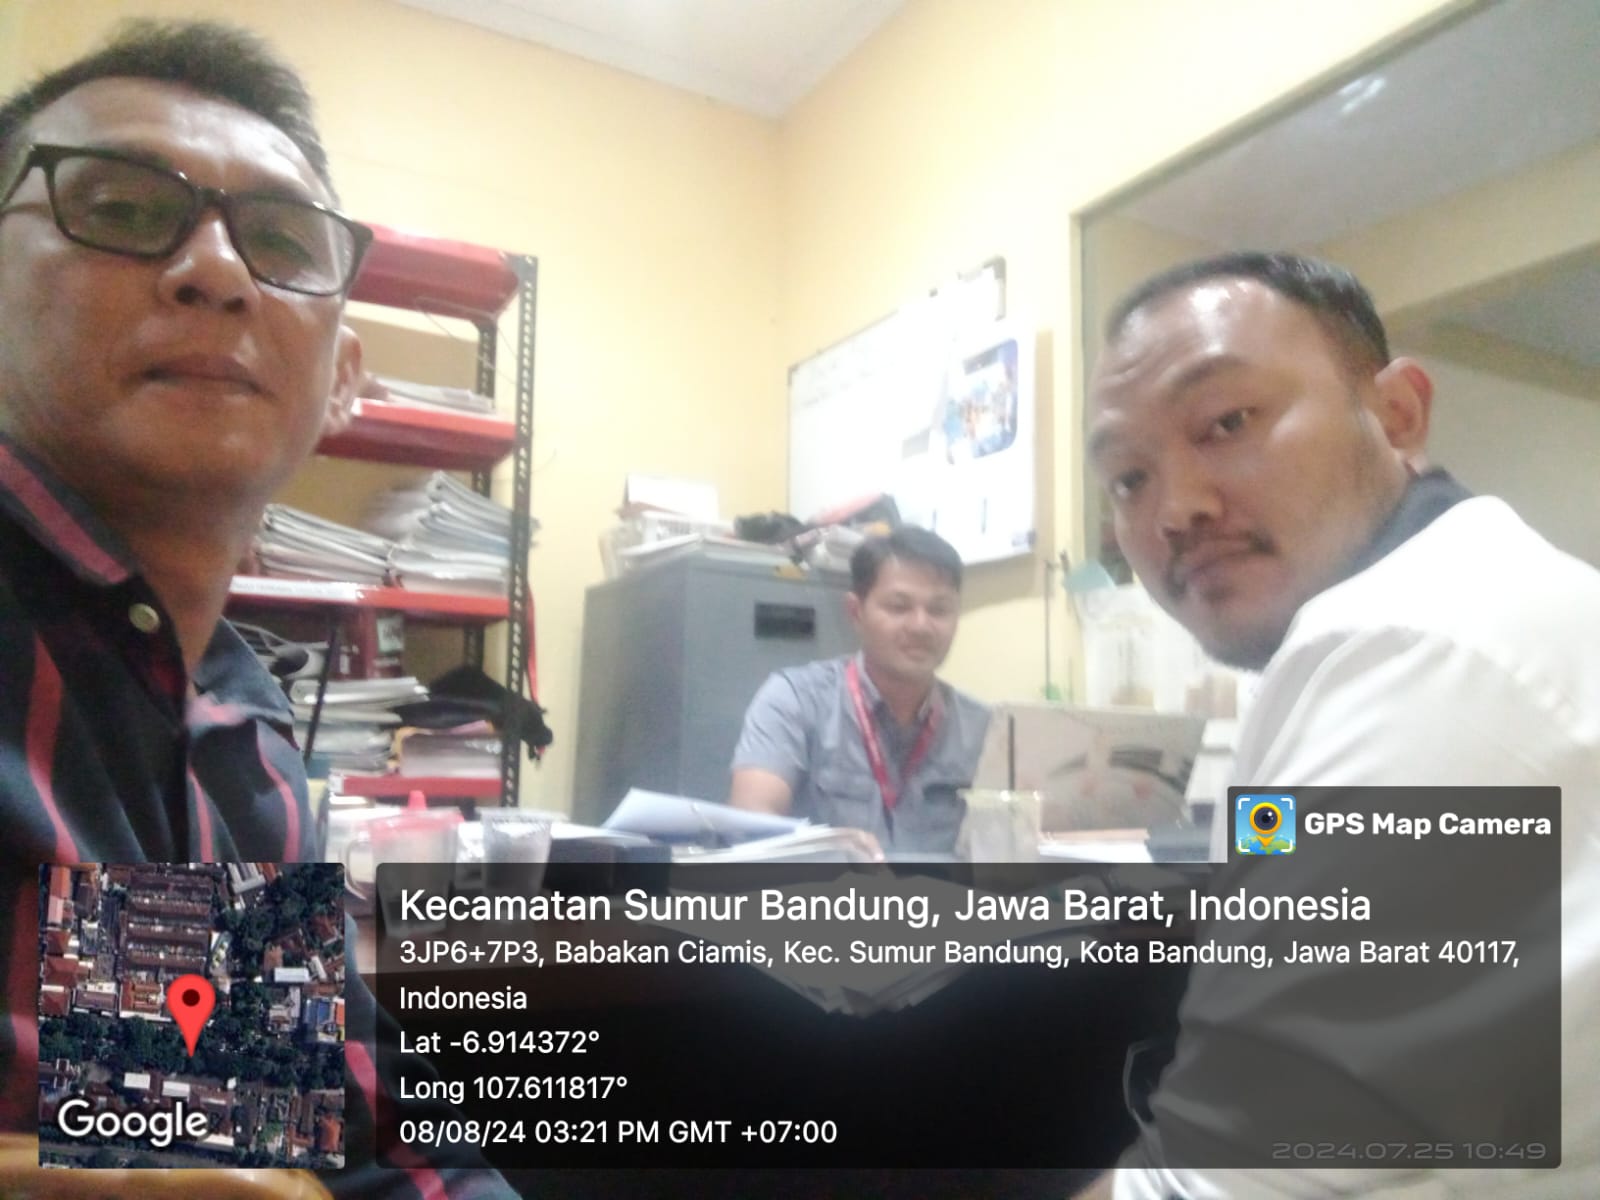 GPS Map Camera
Kecamatan Sumur Bandung, Jawa Barat, Indonesia
3JP6+7P3, Babakan Ciamis, Kec. Sumur Bandung, Kota Bandung, Jawa Barat 40117,
Indonesia
Lat -6.914372°
Long 107.611817°
08/08/24 03:21 PM GMT +07:00
Google
2024.07.25 10:49